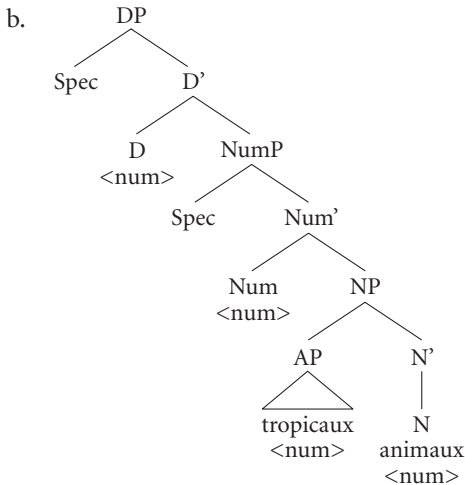 b.
DP
Spec D’
D NumP
<num>
Spec Num’
Num NP
<num>
AP N’
tropicaux N
<num> animaux
<num>